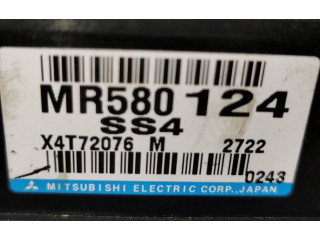 MR580 124
SS4
X4T72076 M 2722
0243
MITSUBISHI ELECTRIC CORP., JAPAN